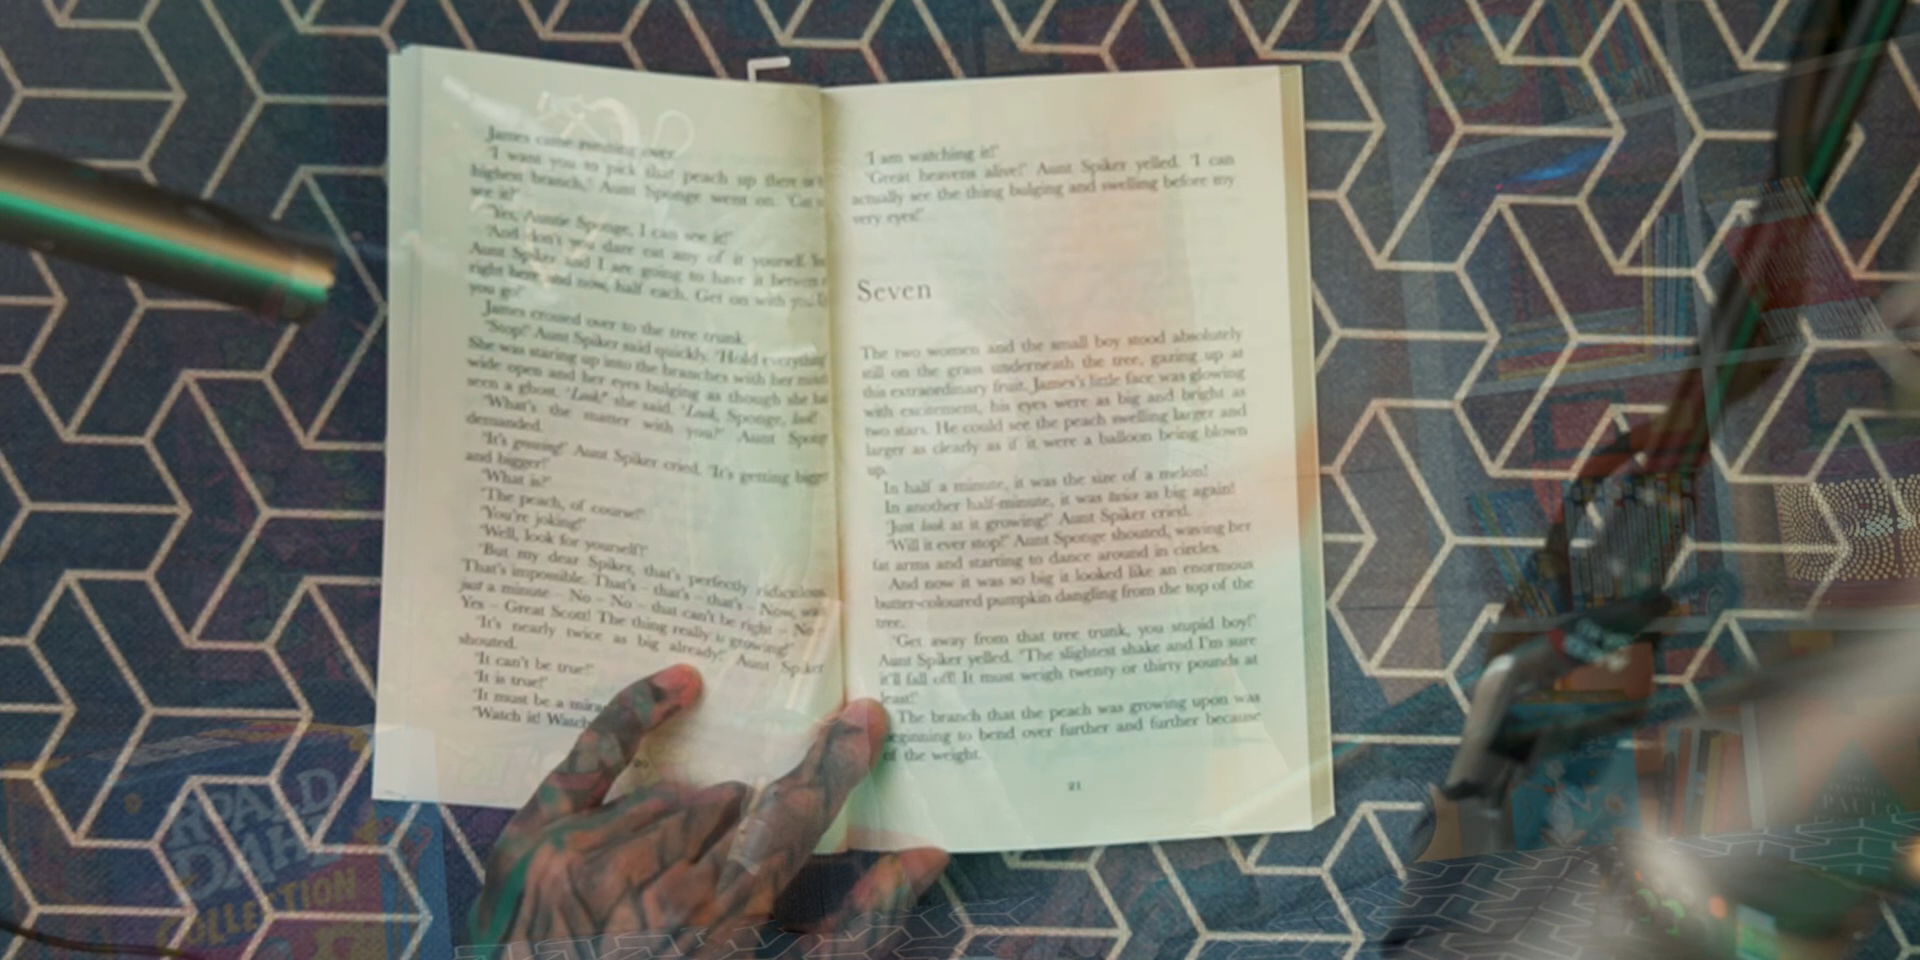 James came rushing over.
'I want you to pick that peach up there on
highest branch,' Aunt Sponge went on. 'Can
see it?'
'Yes, Auntie Sponge, I can see it!'
'And don't you dare eat any of it yourself.
Aunt Spiker and I are going to have it between
right here and now, half each. Get on with you!
you go!'
James crossed over to the tree trunk.
'Stop!' Aunt Spiker said quickly. 'Hold everything!'
She was staring up into the branches with her
wide open and her eyes bulging as though she
seen a ghost. 'Look!' she said. 'Look, Sponge, look!'
'What's the matter with you?' Aunt Spong
demanded.
'It's growing!' Aunt Spiker cried. 'It's getting bigger
and bigger!'
'What is?'
'The peach, of course!'
'You're joking!'
'Well, look for yourself!'
'But my dear Spiker, that's perfectly ridiculous.
That's impossible. That's – that's – that's – Now,
just a minute – No – No – that can't be right – No
Yes – Great Scott! The thing really is growing!'
'It's nearly twice as big already!' Aunt Spiker
shouted.
'It can't be true!'
'It is true!'
'It must be a mira
'Watch it! Watch
20
'I am watching it!'
'Great heavens alive!' Aunt Spiker yelled. 'I can
actually see the thing bulging and swelling before my
very eyes!'
Seven
The two women and the small boy stood absolutely
still on the grass underneath the tree, gazing up at
this extraordinary fruit. James's little face was glowing
with excitement, his eyes were as big and bright as
two stars. He could see the peach swelling larger and
larger as clearly as if it were a balloon being blown
up.
In half a minute, it was the size of a melon!
In another half-minute, it was twice as big again!
'Just look at it growing!' Aunt Spiker cried.
'Will it ever stop!' Aunt Sponge shouted, waving her
fat arms and starting to dance around in circles.
And now it was so big it looked like an enormous
butter-coloured pumpkin dangling from the top of the
tree.
'Get away from that tree trunk, you stupid boy!'
Aunt Spiker yelled. 'The slightest shake and I'm sure
it'll fall off! It must weigh twenty or thirty pounds at
least!'
The branch that the peach was growing upon was
beginning to bend over further and further because
of the weight.
21
ROALD
DAHL
COLLECTION
PAULO